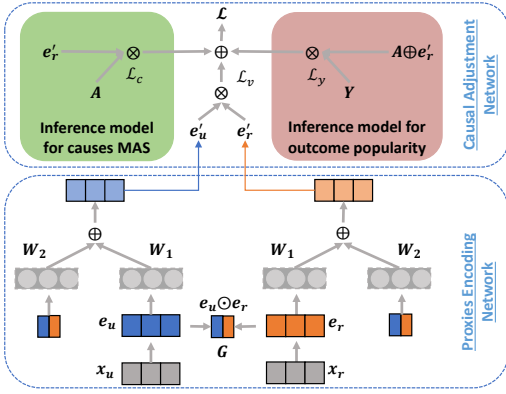 ℒ
e'_r
⊗
⊕
⊗
A⊕e'_r
ℒ_c
ℒ_v
ℒ_y
A
⊗
Y
Inference model
for causes MAS
e'_u
e'_r
Inference model for
outcome popularity
Causal Adjustment
Network
⊕
⊕
W_2
W_1
W_1
W_2
e_u⊙e_r
e_u
e_r
G
x_u
x_r
Proxies Encoding
Network